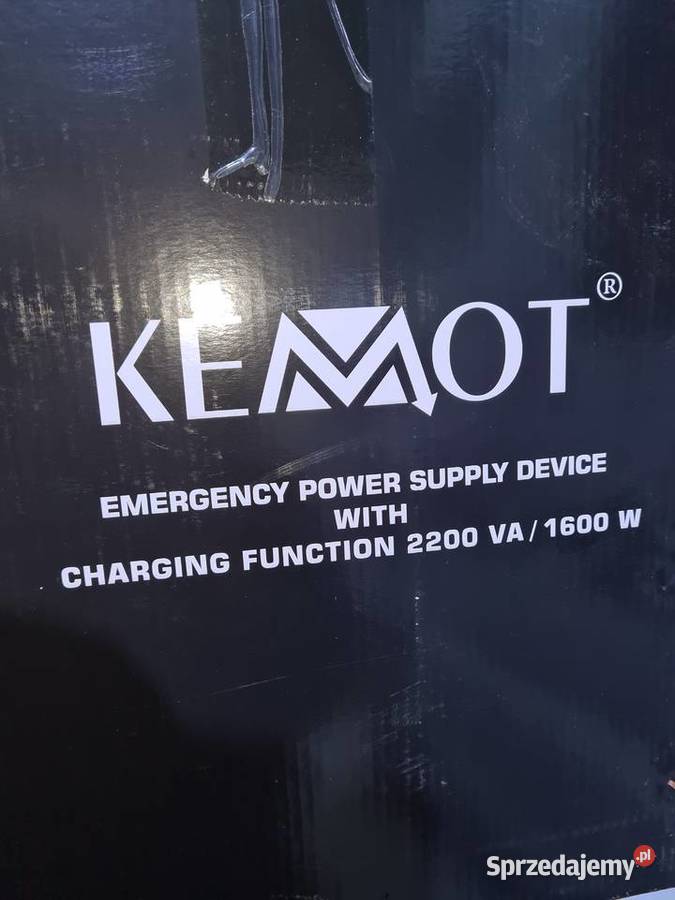 KEMOT®
EMERGENCY POWER SUPPLY DEVICE
WITH
CHARGING FUNCTION 2200 VA / 1600 W
Sprzedajemy.pl